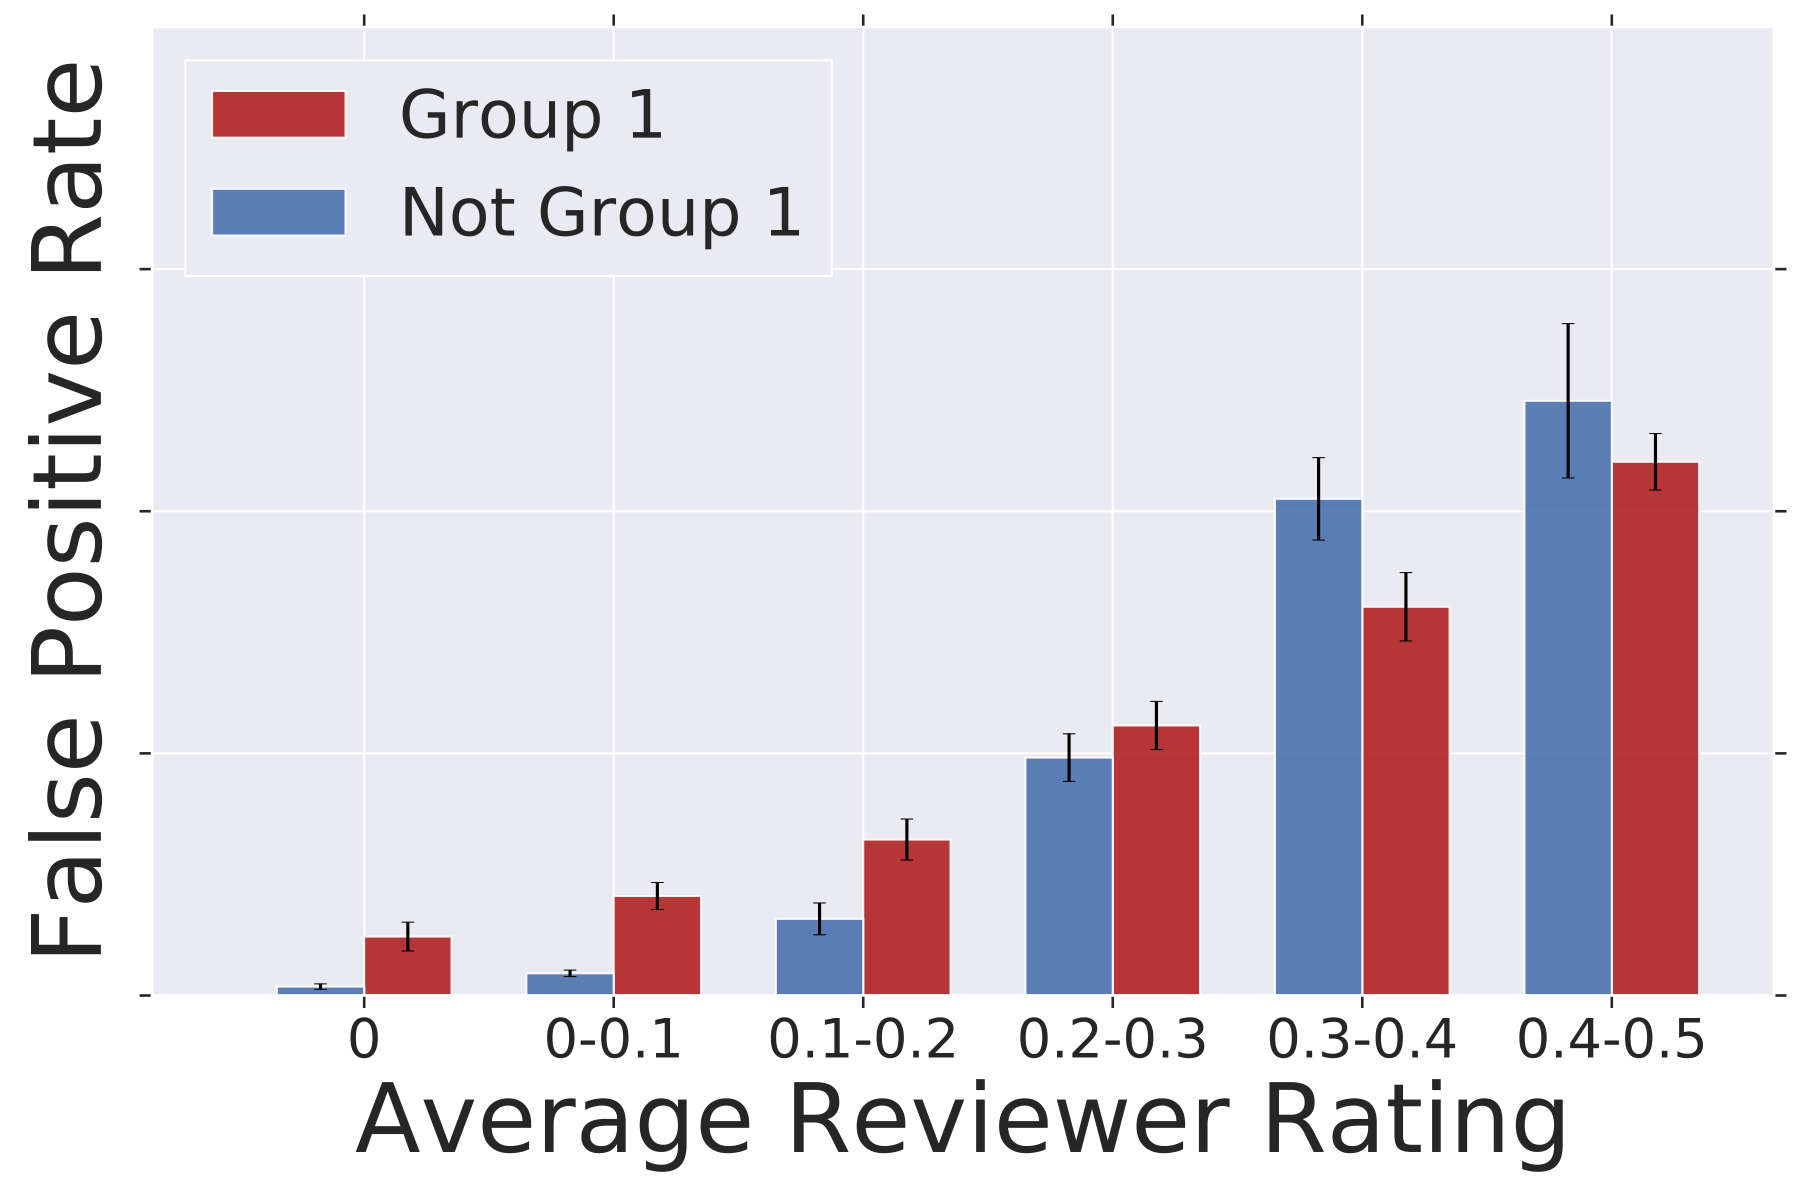 False Positive Rate
Group 1
Not Group 1
0 0-0.1 0.1-0.2 0.2-0.3 0.3-0.4 0.4-0.5
Average Reviewer Rating